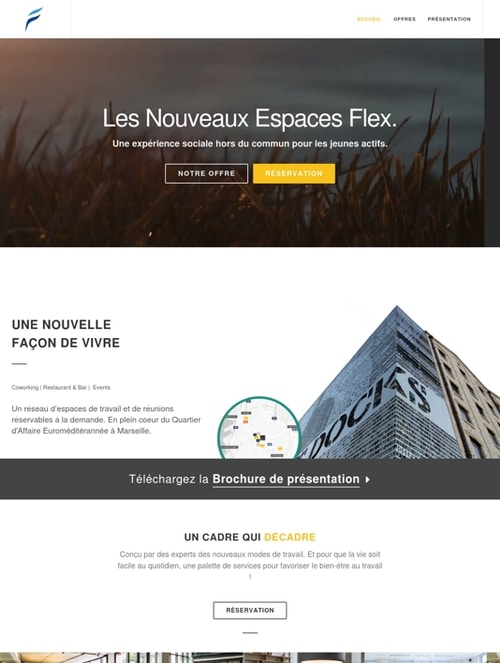 ACCUEIL OFFRES PRÉSENTATION
Les Nouveaux Espaces Flex.
Une expérience sociale hors du commun pour les jeunes actifs.
NOTRE OFFRE RÉSERVATION
UNE NOUVELLE
FAÇON DE VIVRE
Coworking | Restaurant & Bar | Events
Un réseau d'espaces de travail et de réunions
reservables à la demande. En plein coeur du Quartier
d'Affaire Euroméditérannée à Marseille.
DOCKS
Téléchargez la Brochure de présentation
UN CADRE QUI DÉCADRE
Conçu par des experts des nouveaux modes de travail. Et pour que la vie soit
facile au quotidien, une palette de services pour favoriser le bien-être au travail
!
RÉSERVATION